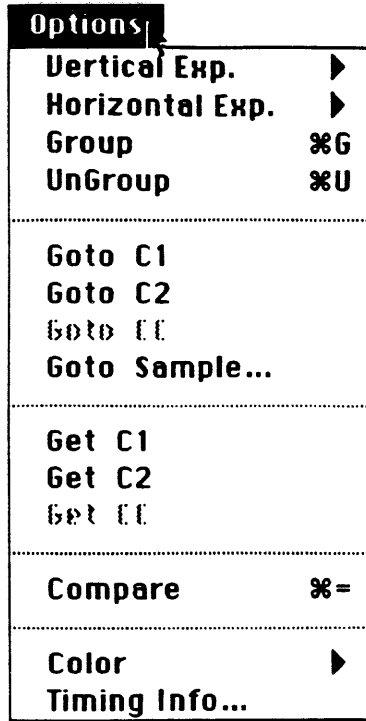 Options
Vertical Exp. ▶
Horizontal Exp. ▶
Group ⌘G
UnGroup ⌘U
Goto C1
Goto C2
Goto CC
Goto Sample...
Get C1
Get C2
Get CC
Compare ⌘=
Color ▶
Timing Info...